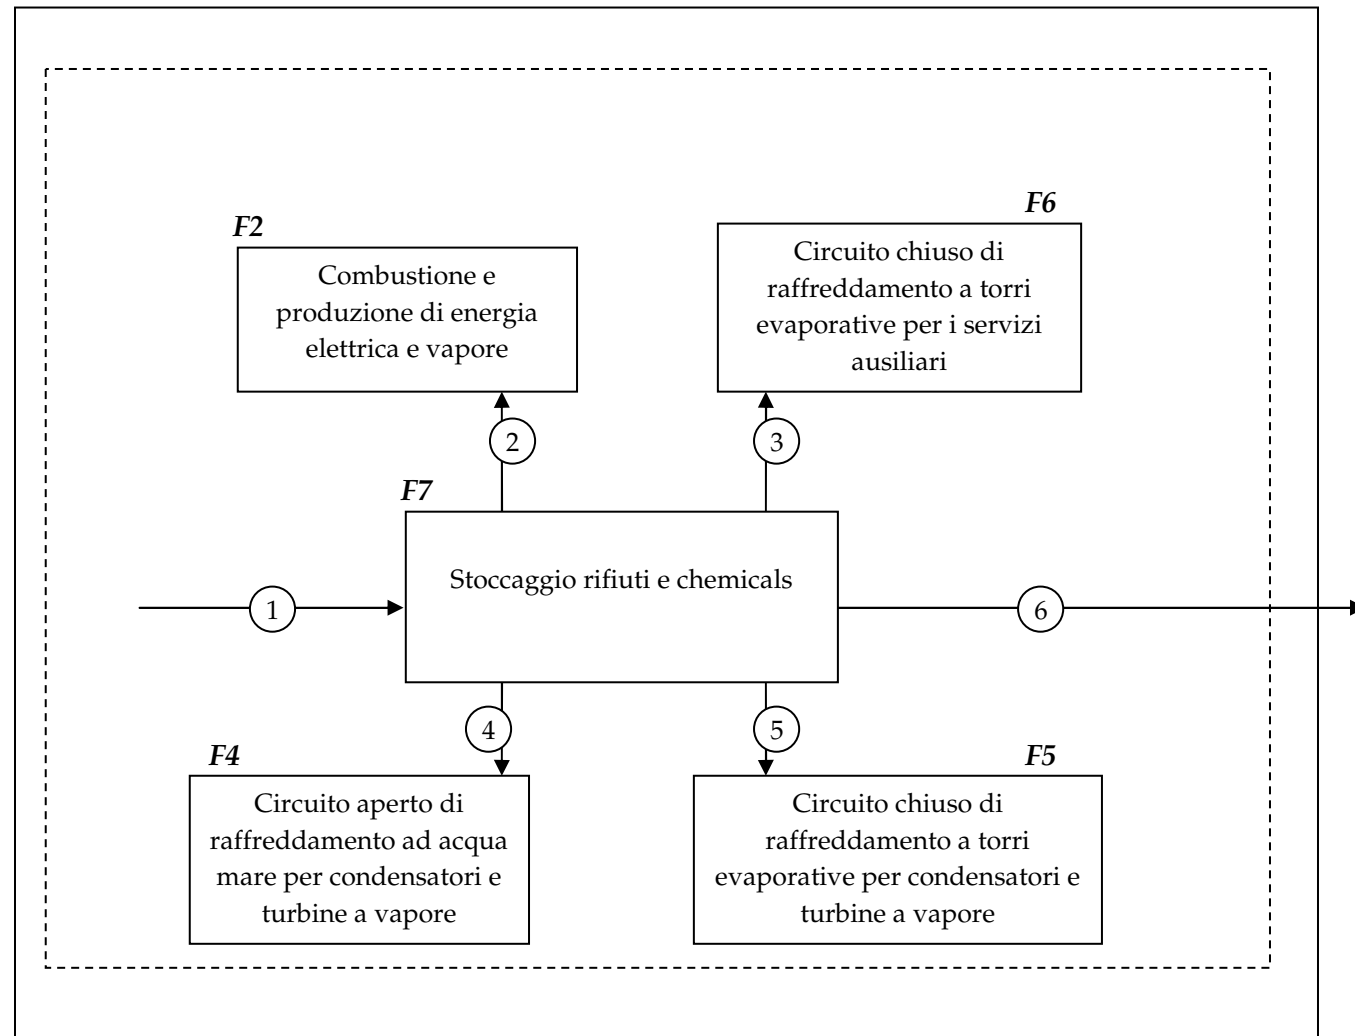 F2
Combustione e
produzione di energia
elettrica e vapore
F6
Circuito chiuso di
raffreddamento a torri
evaporative per i servizi
ausiliari
2
3
F7
Stoccaggio rifiuti e chemicals
1
6
4
5
F4
Circuito aperto di
raffreddamento ad acqua
mare per condensatori e
turbine a vapore
F5
Circuito chiuso di
raffreddamento a torri
evaporative per condensatori e
turbine a vapore